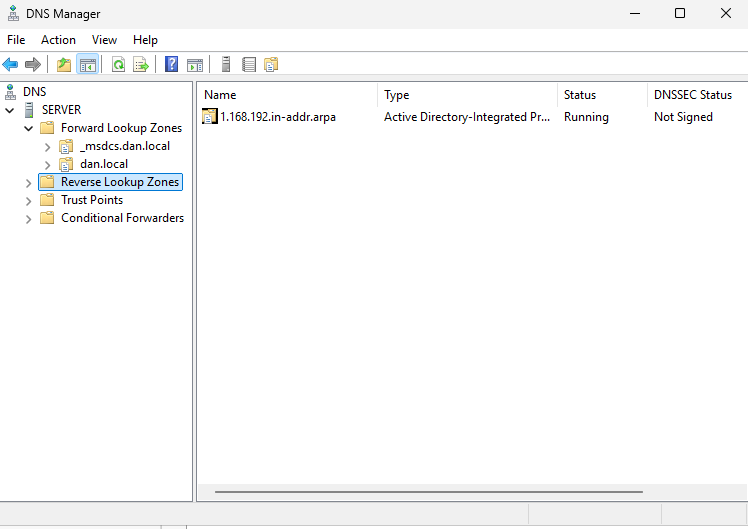 DNS Manager
File Action View Help
DNS
SERVER
Forward Lookup Zones
_msdcs.dan.local
dan.local
Reverse Lookup Zones
Trust Points
Conditional Forwarders
Name Type Status DNSSEC Status
1.168.192.in-addr.arpa Active Directory-Integrated Pr... Running Not Signed